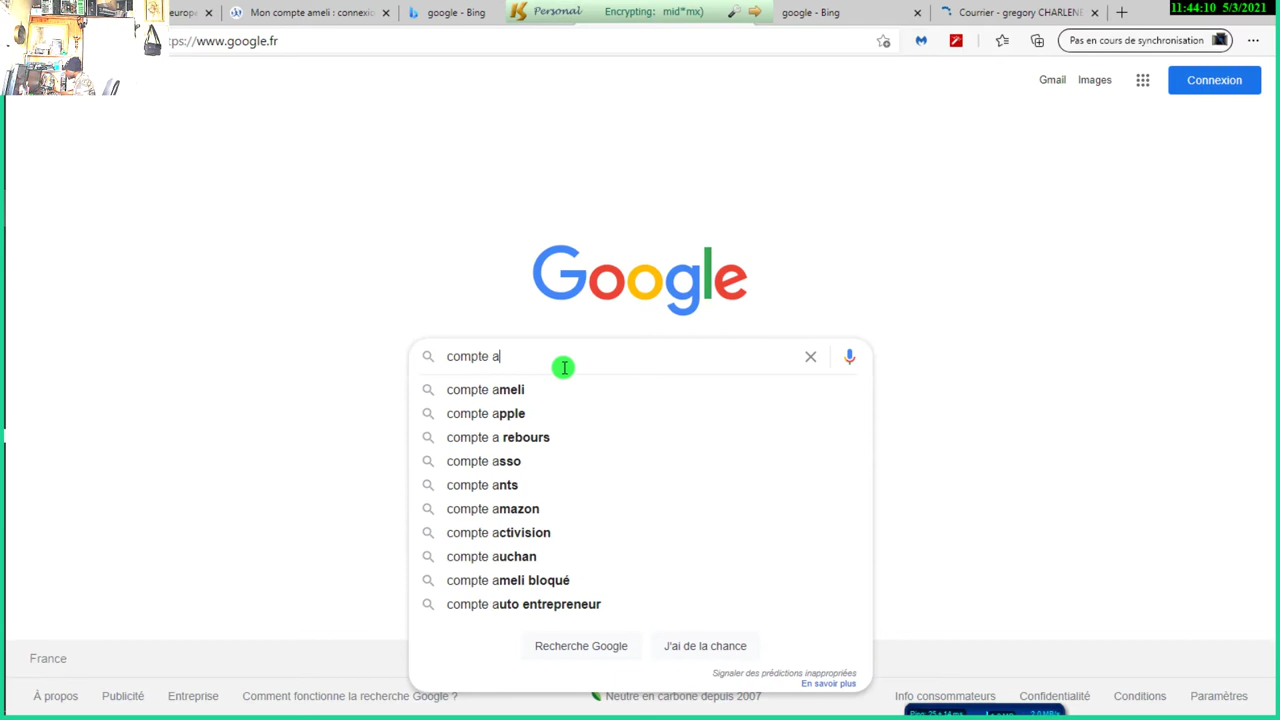 europe
Mon compte ameli : connexio
google - Bing
K Personal Encrypting: mid*mx)
google - Bing
Courrier - gregory CHARLENE
11:44:10 5/3/2021
ps://www.google.fr
Pas en cours de synchronisation
Gmail Images Connexion
Google
compte a
compte ameli
compte apple
compte a rebours
compte asso
compte ants
compte amazon
compte activision
compte auchan
compte ameli bloqué
compte auto entrepreneur
Recherche Google J'ai de la chance
Signaler des prédictions inappropriées
En savoir plus
France
À propos Publicité Entreprise Comment fonctionne la recherche Google ? Neutre en carbone depuis 2007 Info consommateurs Confidentialité Conditions Paramètres